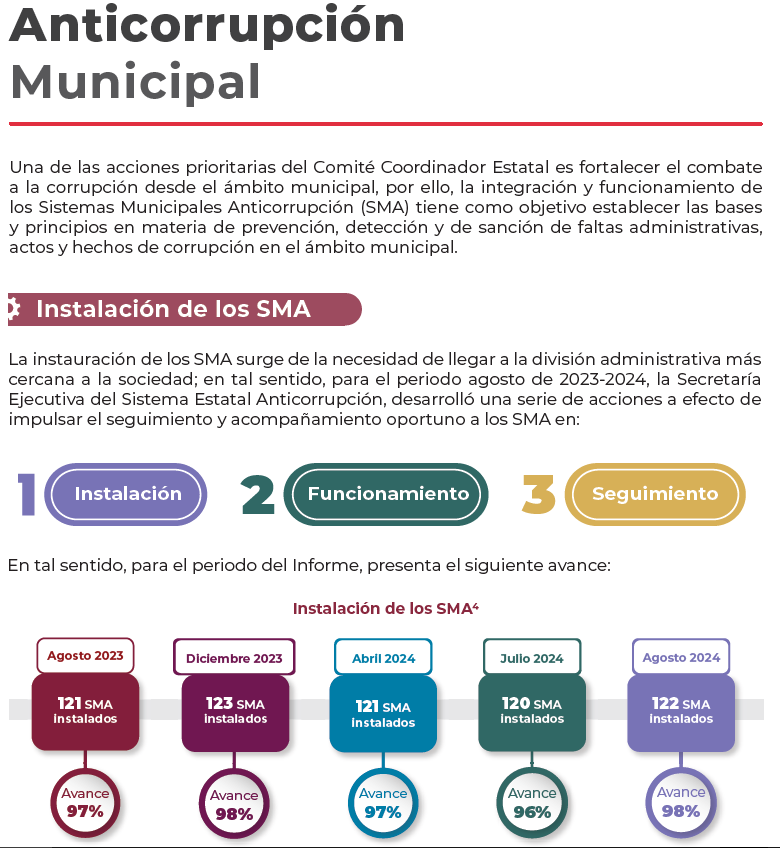 Anticorrupción
Municipal
Una de las acciones prioritarias del Comité Coordinador Estatal es fortalecer el combate
a la corrupción desde el ámbito municipal, por ello, la integración y funcionamiento de
los Sistemas Municipales Anticorrupción (SMA) tiene como objetivo establecer las bases
y principios en materia de prevención, detección y de sanción de faltas administrativas,
actos y hechos de corrupción en el ámbito municipal.
Instalación de los SMA
La instauración de los SMA surge de la necesidad de llegar a la división administrativa más
cercana a la sociedad; en tal sentido, para el periodo agosto de 2023-2024, la Secretaría
Ejecutiva del Sistema Estatal Anticorrupción, desarrolló una serie de acciones a efecto de
impulsar el seguimiento y acompañamiento oportuno a los SMA en:
1 Instalación 2 Funcionamiento 3 Seguimiento
En tal sentido, para el periodo del Informe, presenta el siguiente avance:
Instalación de los SMA⁴
Agosto 2023
121 SMA
instalados
Avance
97%
Diciembre 2023
123 SMA
instalados
Avance
98%
Abril 2024
121 SMA
instalados
Avance
97%
Julio 2024
120 SMA
instalados
Avance
96%
Agosto 2024
122 SMA
instalados
Avance
98%